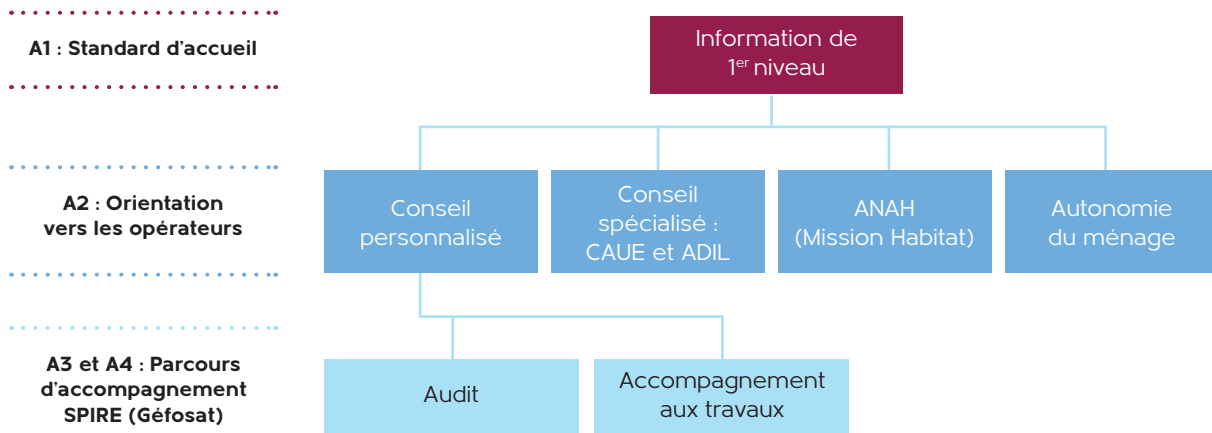 A1 : Standard d'accueil
Information de
1er niveau
A2 : Orientation
vers les opérateurs
Conseil
personnalisé
Conseil
spécialisé :
CAUE et ADIL
ANAH
(Mission Habitat)
Autonomie
du ménage
A3 et A4 : Parcours
d'accompagnement
SPIRE (Géfosat)
Audit
Accompagnement
aux travaux